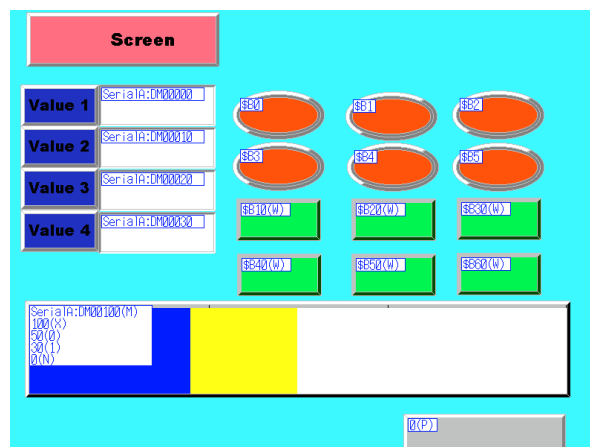 Screen
Value 1 SerialA:DM00000
Value 2 SerialA:DM00010
Value 3 SerialA:DM00020
Value 4 SerialA:DM00030
$B0 $B1 $B2
$B3 $B4 $B5
$B10(W) $B20(W) $B30(W)
$B40(W) $B50(W) $B60(W)
SerialA:DM00100(M)
100(X)
50(0)
30(1)
0(N)
0(P)